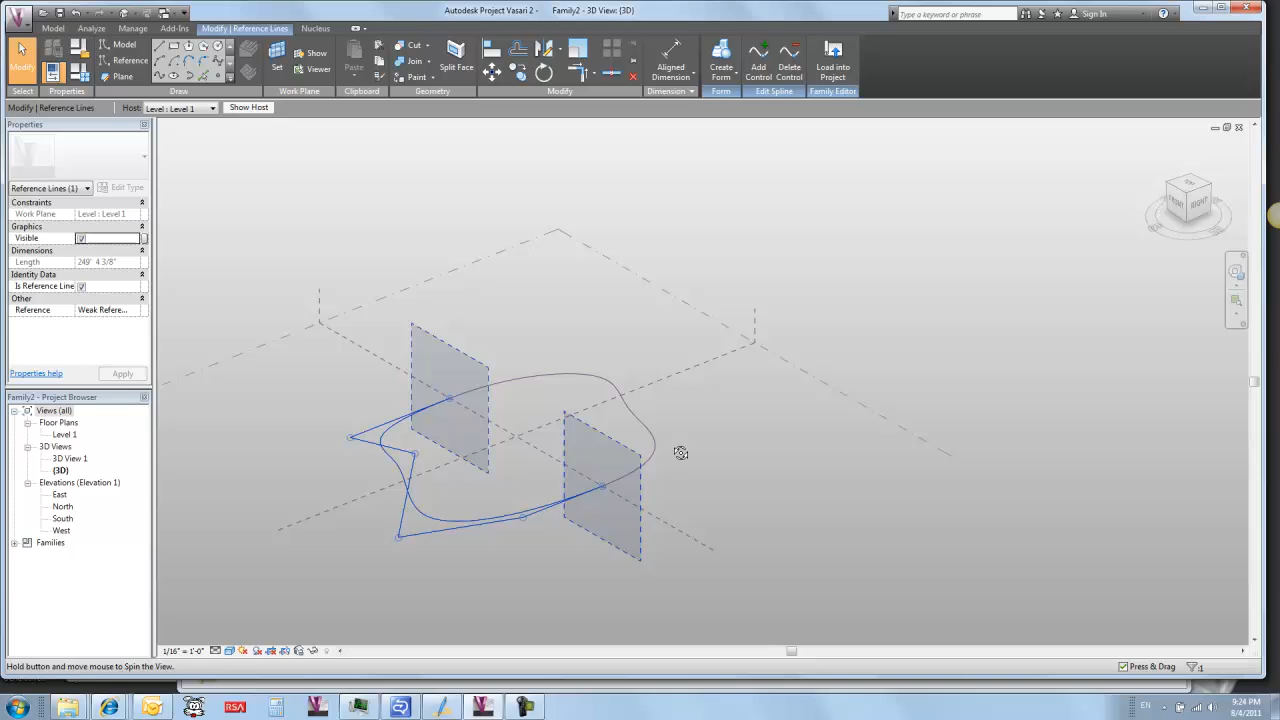 Autodesk Project Vasari 2 - Family2 - 3D View: {3D}
Type a keyword or phrase
Sign In
Model Analyze Manage Add-Ins Modify | Reference Lines Nucleus
Modify
Model
Reference
Plane
Set
Show
Viewer
Paste
Cut
Join
Paint
Split Face
Aligned Dimension
Create Form
Add Control
Delete Control
Load into Project
Select Properties Draw Work Plane Clipboard Geometry Modify Dimension Form Edit Spline Family Editor
Modify | Reference Lines Host: Level : Level 1 Show Host
Properties
Reference Lines (1) Edit Type
Constraints
Work Plane Level : Level 1
Graphics
Visible
Dimensions
Length 249' 4 3/8"
Identity Data
Is Reference Line
Other
Reference Weak Refere...
Properties help Apply
Family2 - Project Browser
Views (all)
Floor Plans
Level 1
3D Views
3D View 1
{3D}
Elevations (Elevation 1)
East
North
South
West
Families
FRONT RIGHT
1/16" = 1'-0"
Hold button and move mouse to Spin the View.
Press & Drag :1
RSA
EN
9:24 PM
8/4/2011